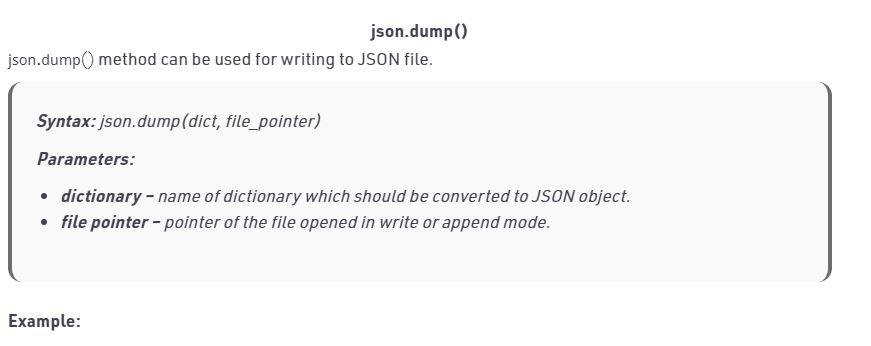 json.dump()
json.dump() method can be used for writing to JSON file.
Syntax: json.dump(dict, file_pointer)
Parameters:
• dictionary – name of dictionary which should be converted to JSON object.
• file pointer – pointer of the file opened in write or append mode.
Example: